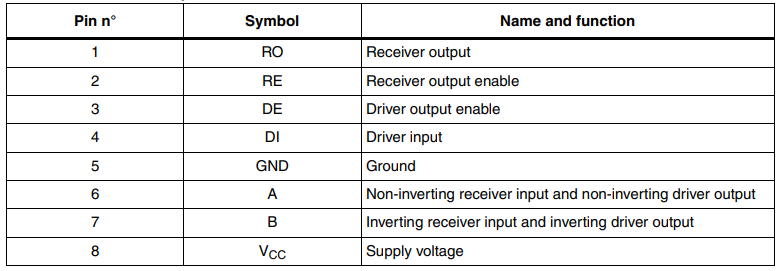 Pin n° Symbol Name and function
1 RO Receiver output
2 RE Receiver output enable
3 DE Driver output enable
4 DI Driver input
5 GND Ground
6 A Non-inverting receiver input and non-inverting driver output
7 B Inverting receiver input and inverting driver output
8 VCC Supply voltage